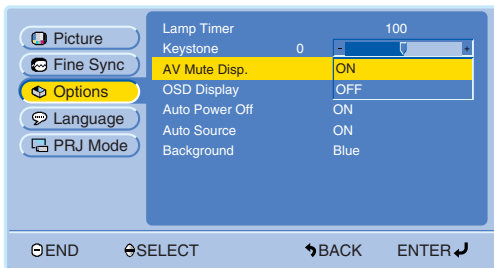 Picture
Fine Sync
Options
Language
PRJ Mode
Lamp Timer 100
Keystone 0 - +
AV Mute Disp. ON
OSD Display OFF
Auto Power Off ON
Auto Source ON
Background Blue
END SELECT BACK ENTER